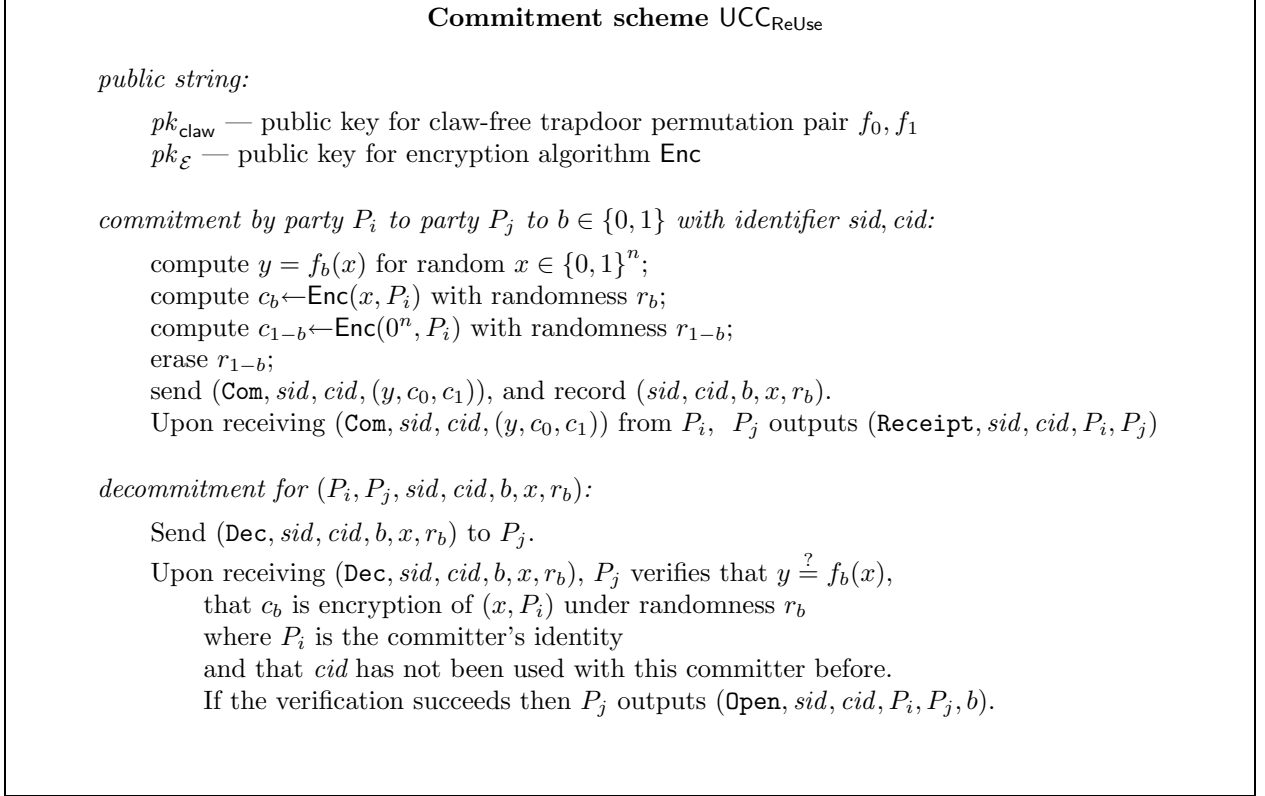 Commitment scheme UCC_ReUse
public string:
pk_claw — public key for claw-free trapdoor permutation pair f_0, f_1
pk_ℰ — public key for encryption algorithm Enc
commitment by party P_i to party P_j to b ∈ {0, 1} with identifier sid, cid:
compute y = f_b(x) for random x ∈ {0, 1}^n;
compute c_b←Enc(x, P_i) with randomness r_b;
compute c_{1−b}←Enc(0^n, P_i) with randomness r_{1−b};
erase r_{1−b};
send (Com, sid, cid, (y, c_0, c_1)), and record (sid, cid, b, x, r_b).
Upon receiving (Com, sid, cid, (y, c_0, c_1)) from P_i, P_j outputs (Receipt, sid, cid, P_i, P_j)
decommitment for (P_i, P_j, sid, cid, b, x, r_b):
Send (Dec, sid, cid, b, x, r_b) to P_j.
Upon receiving (Dec, sid, cid, b, x, r_b), P_j verifies that y ≟ f_b(x),
that c_b is encryption of (x, P_i) under randomness r_b
where P_i is the committer's identity
and that cid has not been used with this committer before.
If the verification succeeds then P_j outputs (Open, sid, cid, P_i, P_j, b).